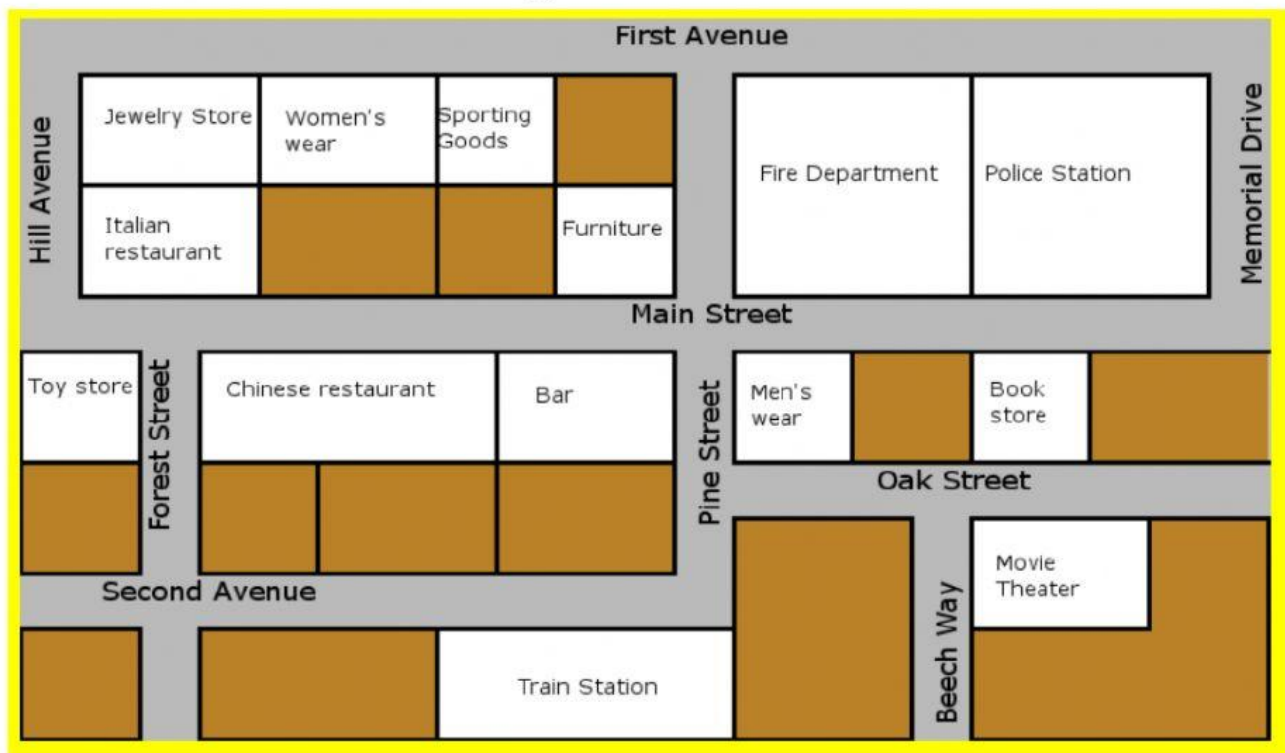 First Avenue
Hill Avenue
Jewelry Store
Women's
wear
Sporting
Goods
Fire Department
Police Station
Memorial Drive
Italian
restaurant
Furniture
Main Street
Toy store
Forest Street
Chinese restaurant
Bar
Pine Street
Men's
wear
Book
store
Oak Street
Second Avenue
Train Station
Beech Way
Movie
Theater